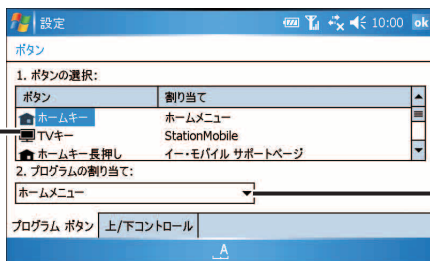 設定 10:00 ok
ボタン
1. ボタンの選択:
ボタン 割り当て
ホームキー ホームメニュー
TVキー StationMobile
ホームキー長押し イー・モバイル サポートページ
2. プログラムの割り当て:
ホームメニュー
プログラム ボタン 上/下コントロール
A